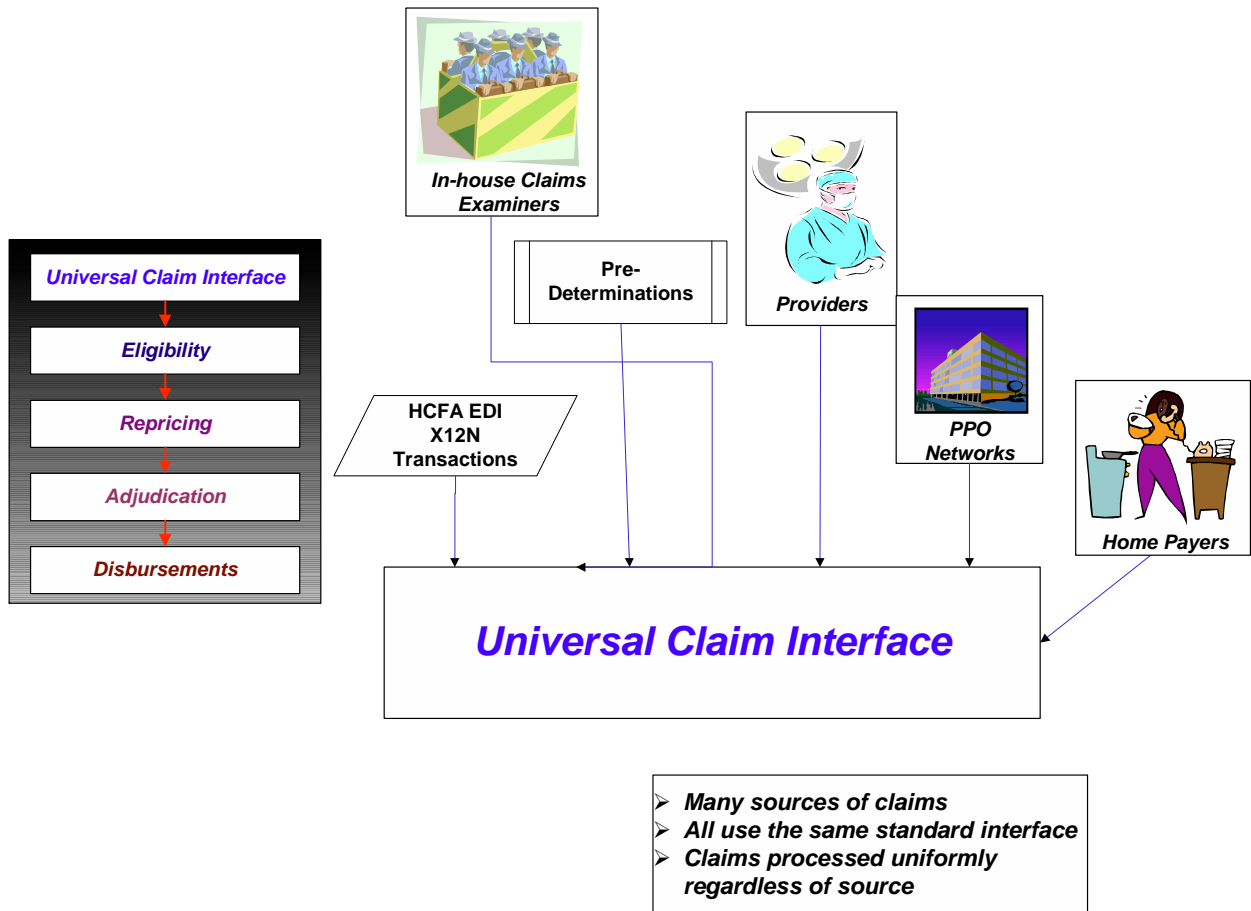 In-house Claims
Examiners
Universal Claim Interface
Eligibility
Repricing
Adjudication
Disbursements
Pre-
Determinations
Providers
HCFA EDI
X12N
Transactions
PPO
Networks
Home Payers
Universal Claim Interface
➢ Many sources of claims
➢ All use the same standard interface
➢ Claims processed uniformly
regardless of source